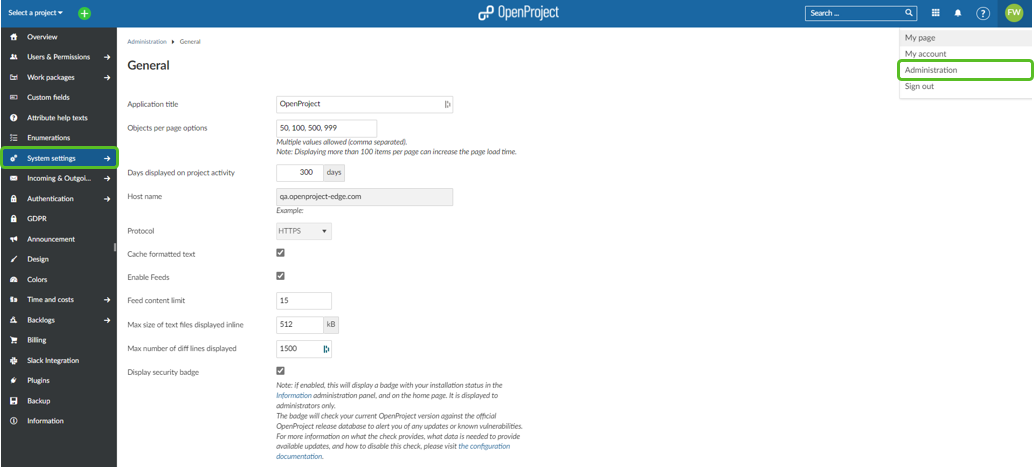 Select a project
OpenProject
Search ...
?
FW
My page
My account
Administration
Sign out
Overview
Users & Permissions
Work packages
Custom fields
Attribute help texts
Enumerations
System settings
Incoming & Outgoi...
Authentication
GDPR
Announcement
Design
Colors
Time and costs
Backlogs
Billing
Slack Integration
Plugins
Backup
Information
Administration General
General
Application title OpenProject
Objects per page options 50, 100, 500, 999
Multiple values allowed (comma separated).
Note: Displaying more than 100 items per page can increase the page load time.
Days displayed on project activity 300 days
Host name qa.openproject-edge.com
Example:
Protocol HTTPS
Cache formatted text
Enable Feeds
Feed content limit 15
Max size of text files displayed inline 512 kB
Max number of diff lines displayed 1500
Display security badge
Note: if enabled, this will display a badge with your installation status in the
Information administration panel, and on the home page. It is displayed to
administrators only.
The badge will check your current OpenProject version against the official
OpenProject release database to alert you of any updates or known vulnerabilities.
For more information on what the check provides, what data is needed to provide
available updates, and how to disable this check, please visit the configuration
documentation.